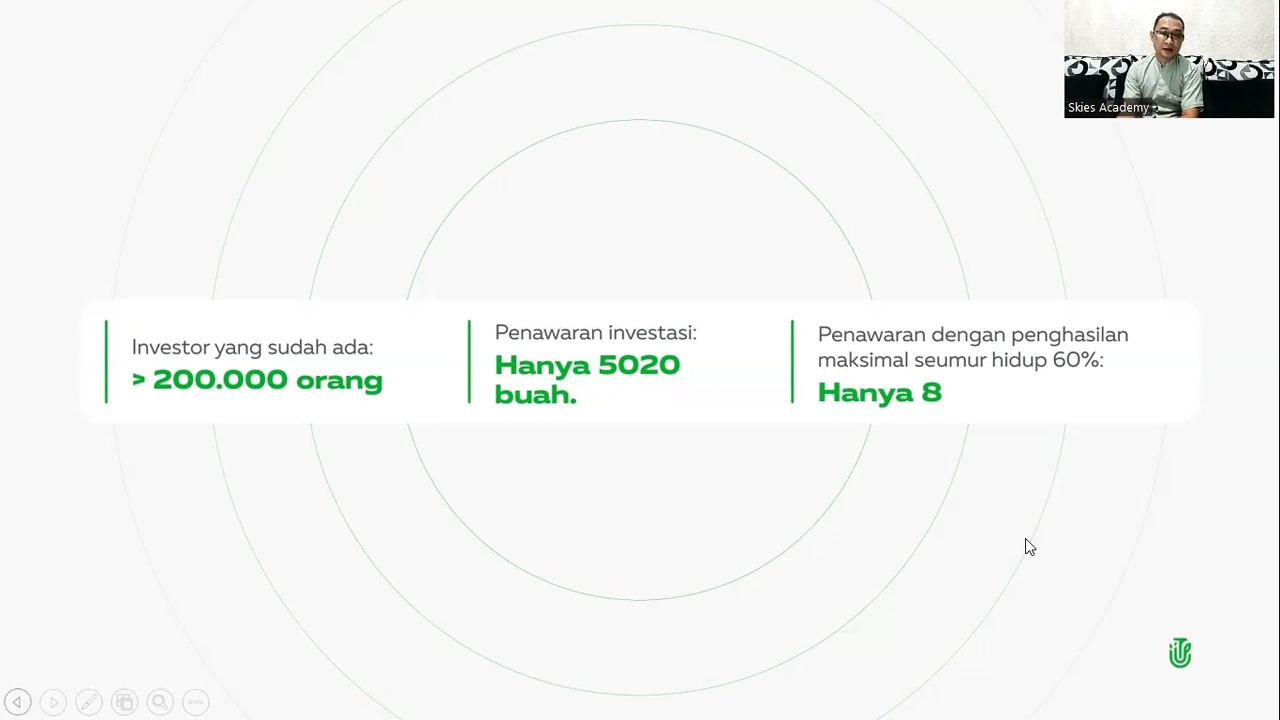 Skies Academy
Investor yang sudah ada:
> 200.000 orang
Penawaran investasi:
Hanya 5020
buah.
Penawaran dengan penghasilan
maksimal seumur hidup 60%:
Hanya 8